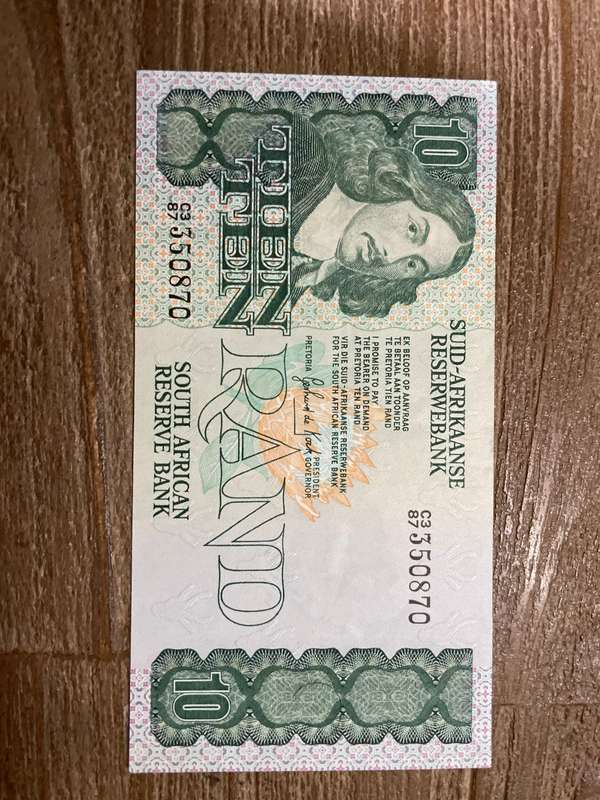 10
SUID-AFRIKAANSE
RESERWEBANK
EK BELOOF OP AANVRAAG
TE BETAAL AAN TOONDER
TE PRETORIA TIEN RAND
I PROMISE TO PAY
THE BEARER ON DEMAND
AT PRETORIA TEN RAND
VIR DIE SUID-AFRIKAANSE RESERWEBANK
FOR THE SOUTH AFRICAN RESERVE BANK
PRETORIA
PRESIDENT
GOVERNOR
C3
87 350870
TIEN
TEN
RAND
SOUTH AFRICAN
RESERVE BANK
C3
87 350870
10